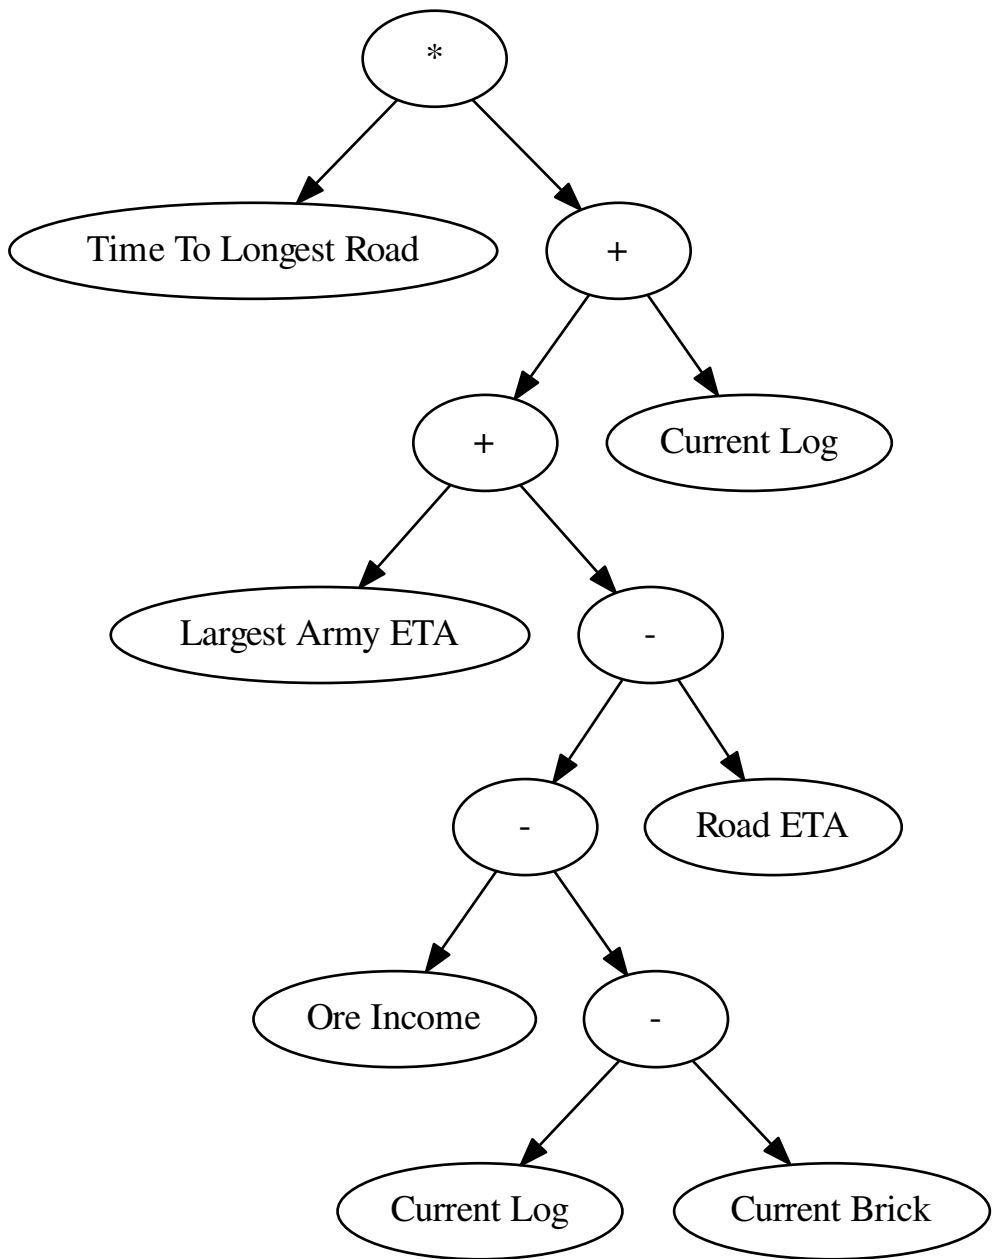 *
Time To Longest Road
+
+
Current Log
Largest Army ETA
-
-
Road ETA
Ore Income
-
Current Log
Current Brick